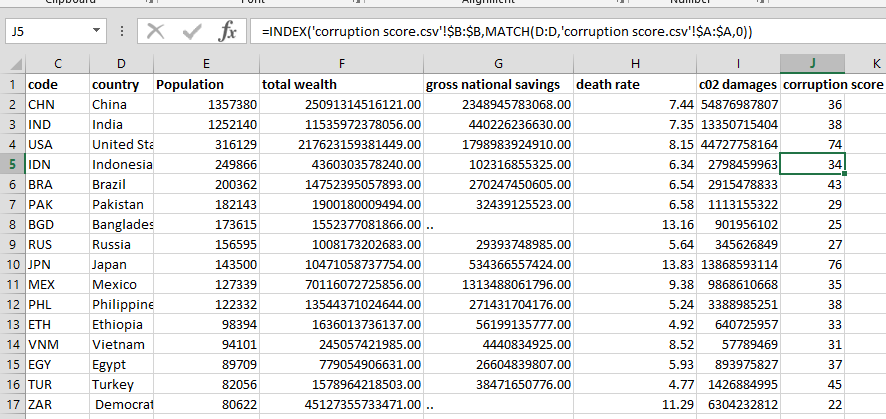 J5 =INDEX('corruption score.csv'!$B:$B,MATCH(D:D,'corruption score.csv'!$A:$A,0))
C D E F G H I J K
1 code country Population total wealth gross national savings death rate c02 damages corruption score
2 CHN China 1357380 25091314516121.00 2348945783068.00 7.44 54876987807 36
3 IND India 1252140 11535972378056.00 440226236630.00 7.35 13350715404 38
4 USA United Sta 316129 217623159381449.00 1798983924910.00 8.15 44727758164 74
5 IDN Indonesia 249866 4360303578240.00 102316855325.00 6.34 2798459963 34
6 BRA Brazil 200362 14752395057893.00 270247450605.00 6.54 2915478833 43
7 PAK Pakistan 182143 1900180009494.00 32439125523.00 6.58 1113155322 29
8 BGD Banglades 173615 1552377081866.00 .. 13.16 901956102 25
9 RUS Russia 156595 1008173202683.00 29393748985.00 5.64 345626849 27
10 JPN Japan 143500 10471058737754.00 534366557424.00 13.83 13868593114 76
11 MEX Mexico 127339 70116072725856.00 1313488061796.00 9.38 9868610668 35
12 PHL Philippine 122332 13544371024644.00 271431704176.00 5.24 3388985251 38
13 ETH Ethiopia 98394 1636013736137.00 56199135777.00 4.92 640725957 33
14 VNM Vietnam 94101 245057421985.00 4440834925.00 8.52 57789469 31
15 EGY Egypt 89709 779054906631.00 26604839807.00 5.93 893975827 37
16 TUR Turkey 82056 1578964218503.00 38471650776.00 4.77 1426884995 45
17 ZAR Democrat 80622 45127355733471.00 .. 11.29 6304232812 22